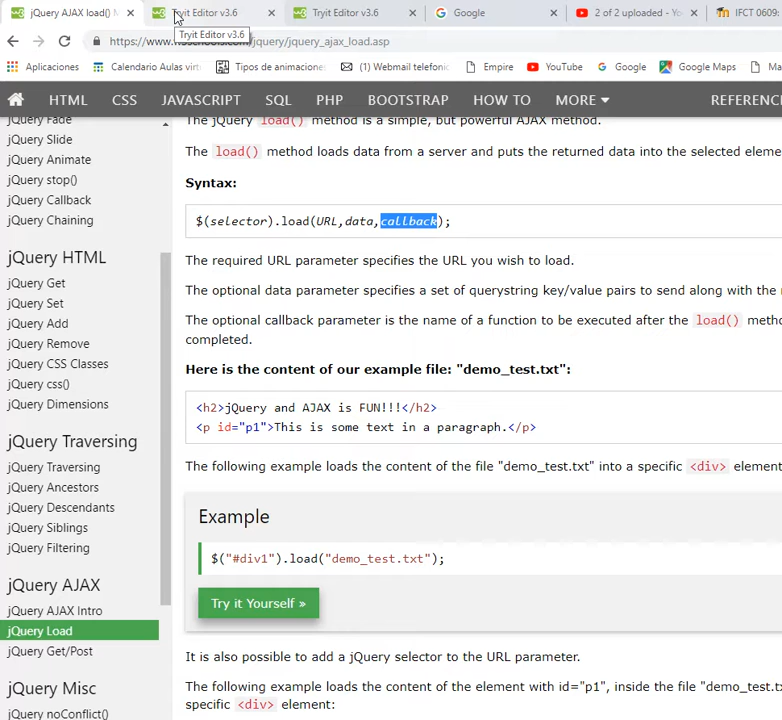 jQuery AJAX load() M
Tryit Editor v3.6
Tryit Editor v3.6
Google
2 of 2 uploaded -
IFCT 0609:
Tryit Editor v3.6
https://www.w3schools.com/jquery/jquery_ajax_load.asp
Aplicaciones
Calendario Aulas virt
Tipos de animacione
(1) Webmail telefonic
Empire
YouTube
Google
Google Maps
Ma
HTML
CSS
JAVASCRIPT
SQL
PHP
BOOTSTRAP
HOW TO
MORE
REFERENC
jQuery Fade
jQuery Slide
jQuery Animate
jQuery stop()
jQuery Callback
jQuery Chaining
jQuery HTML
jQuery Get
jQuery Set
jQuery Add
jQuery Remove
jQuery CSS Classes
jQuery css()
jQuery Dimensions
jQuery Traversing
jQuery Traversing
jQuery Ancestors
jQuery Descendants
jQuery Siblings
jQuery Filtering
jQuery AJAX
jQuery AJAX Intro
jQuery Load
jQuery Get/Post
jQuery Misc
jQuery noConflict()
The jQuery load() method is a simple, but powerful AJAX method.
The load() method loads data from a server and puts the returned data into the selected eleme
Syntax:
$(selector).load(URL,data,callback);
The required URL parameter specifies the URL you wish to load.
The optional data parameter specifies a set of querystring key/value pairs to send along with the r
The optional callback parameter is the name of a function to be executed after the load() metho
completed.
Here is the content of our example file: "demo_test.txt":
<h2>jQuery and AJAX is FUN!!!</h2>
<p id="p1">This is some text in a paragraph.</p>
The following example loads the content of the file "demo_test.txt" into a specific <div> element
Example
$("#div1").load("demo_test.txt");
Try it Yourself »
It is also possible to add a jQuery selector to the URL parameter.
The following example loads the content of the element with id="p1", inside the file "demo_test.tx
specific <div> element: